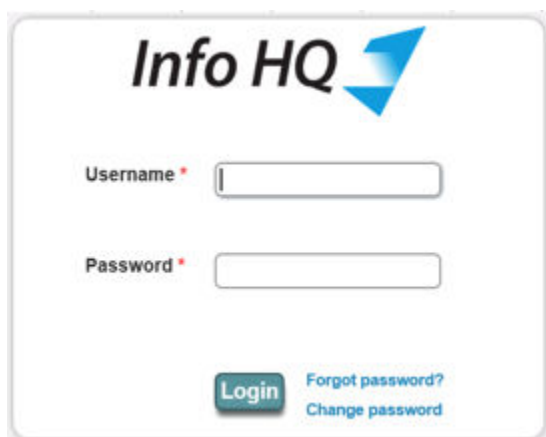 Info HQ
Username *
Password *
Login
Forgot password?
Change password